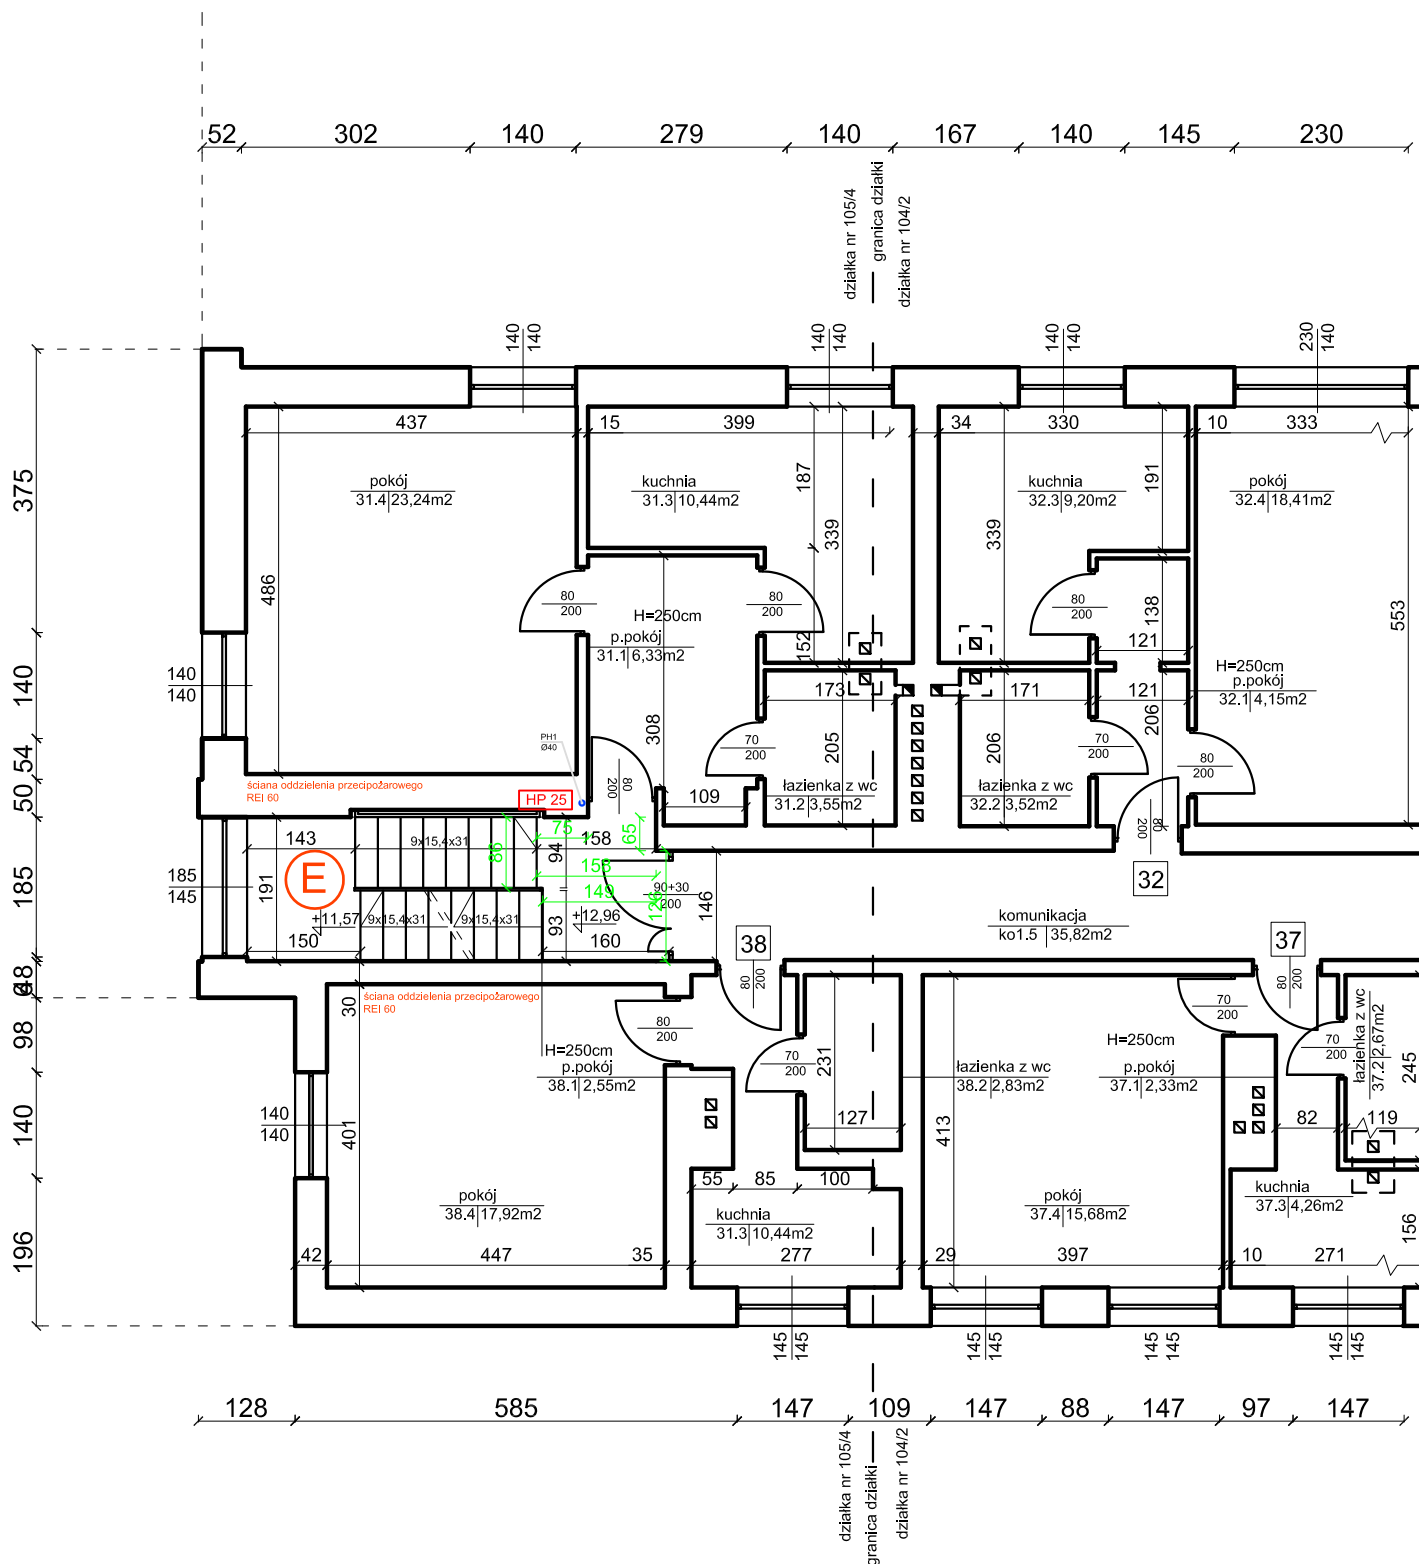 52 302 140 279 140 167 140 145 230
działka nr 105/4
granica działki
działka nr 104/2
140
140
140
140
140
140
230
140
437 15 399 34 330 10 333
pokój
31.4 23,24m2
kuchnia
31.3 10,44m2
kuchnia
32.3 9,20m2
pokój
32.4 18,41m2
187
339
339
191
375
486
80
200
80
200
80
200
H=250cm
p.pokój
31.1 6,33m2
152
138
121
553
H=250cm
p.pokój
32.1 4,15m2
140
140
140
173
171
121
308
205
206
206
70
200
70
200
80
200
PH1
Ø40
54
50
ściana oddzielenia przecipożarowego
REI 60
HP 25
80
200
109
łazienka z wc
31.2 3,55m2
łazienka z wc
32.2 3,52m2
80
200
143
9x15,4x31
86
75
94
158
65
158
149
126
185
185
145
191
E
+11,57
9x15,4x31
9x15,4x31
93
+12,96
90+30
200
146
150
160
32
komunikacja
ko1.5 35,82m2
38
37
48
98
30
ściana oddzielenia przecipożarowego
REI 60
80
200
80
200
80
200
70
200
H=250cm
p.pokój
38.1 2,55m2
70
200
231
łazienka z wc
38.2 2,83m2
H=250cm
p.pokój
37.1 2,33m2
70
200
łazienka z wc
37.2 2,67m2
245
140
140
140
401
127
413
82
119
55 85 100
pokój
38.4 17,92m2
kuchnia
31.3 10,44m2
pokój
37.4 15,68m2
kuchnia
37.3 4,26m2
156
196
42 447 35 277 29 397 10 271
145
145
145
145
145
145
145
145
128 585 147 109 147 88 147 97 147
działka nr 105/4
granica działki
działka nr 104/2